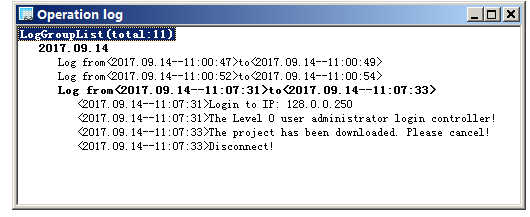 Operation log
LogGroupList(total:11)
2017.09.14
Log from<2017.09.14--11:00:47>to<2017.09.14--11:00:49>
Log from<2017.09.14--11:00:52>to<2017.09.14--11:00:54>
Log from<2017.09.14--11:07:31>to<2017.09.14--11:07:33>
<2017.09.14--11:07:31>Login to IP: 128.0.0.250
<2017.09.14--11:07:31>The Level 0 user administrator login controller!
<2017.09.14--11:07:33>The project has been downloaded. Please cancel!
<2017.09.14--11:07:33>Disconnect!